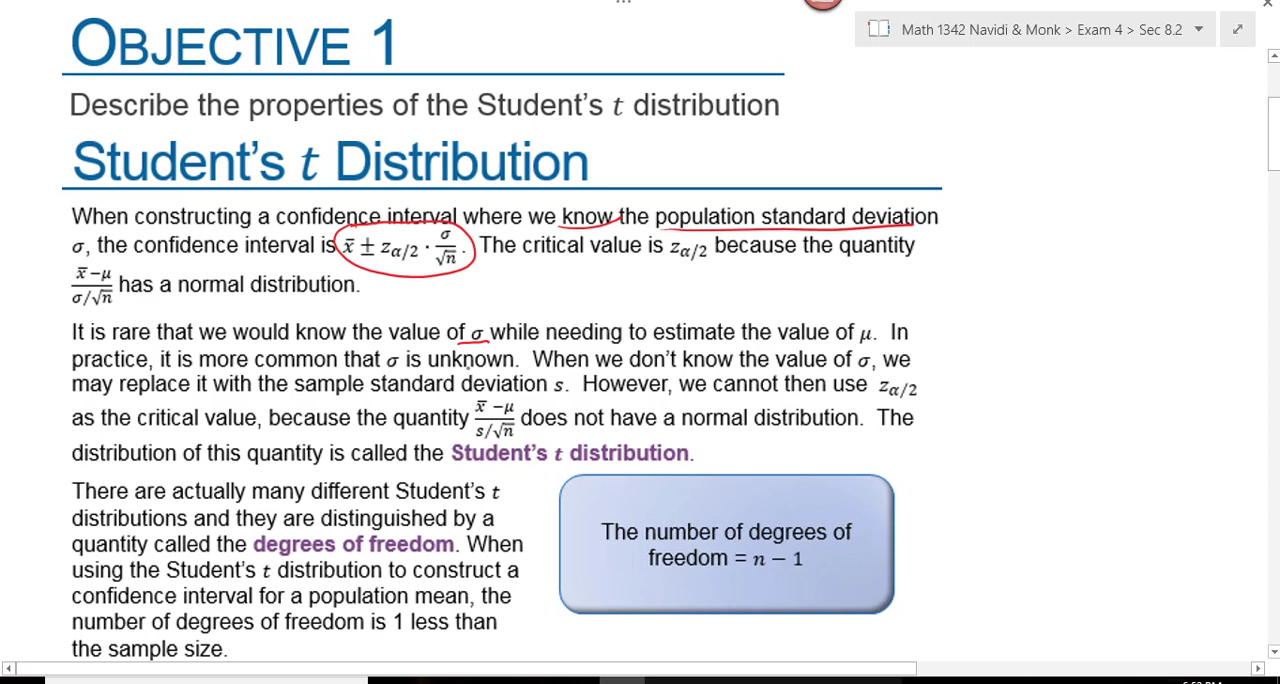 Math 1342 Navidi & Monk > Exam 4 > Sec 8.2
OBJECTIVE 1
Describe the properties of the Student's t distribution
Student's t Distribution
When constructing a confidence interval where we know the population standard deviation
σ, the confidence interval is x̄ ± zα/2 · σ/√n . The critical value is zα/2 because the quantity
x̄ −μ / σ/√n has a normal distribution.
It is rare that we would know the value of σ while needing to estimate the value of μ. In
practice, it is more common that σ is unknown. When we don't know the value of σ, we
may replace it with the sample standard deviation s. However, we cannot then use zα/2
as the critical value, because the quantity x̄ −μ / s/√n does not have a normal distribution. The
distribution of this quantity is called the Student's t distribution.
There are actually many different Student's t
distributions and they are distinguished by a
quantity called the degrees of freedom. When
using the Student's t distribution to construct a
confidence interval for a population mean, the
number of degrees of freedom is 1 less than
the sample size.
The number of degrees of
freedom = n − 1